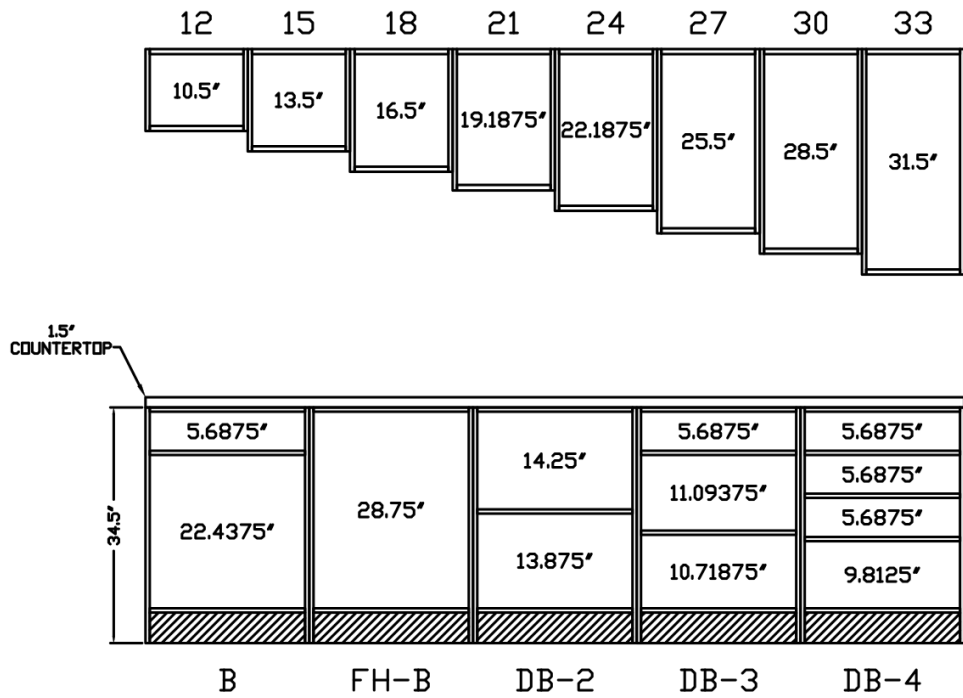 12 15 18 21 24 27 30 33
10.5" 13.5" 16.5" 19.1875" 22.1875" 25.5" 28.5" 31.5"
1.5"
COUNTERTOP
34.5"
5.6875" 5.6875" 5.6875"
14.25" 5.6875"
11.09375"
22.4375" 28.75" 5.6875"
13.875" 10.71875" 9.8125"
B FH-B DB-2 DB-3 DB-4